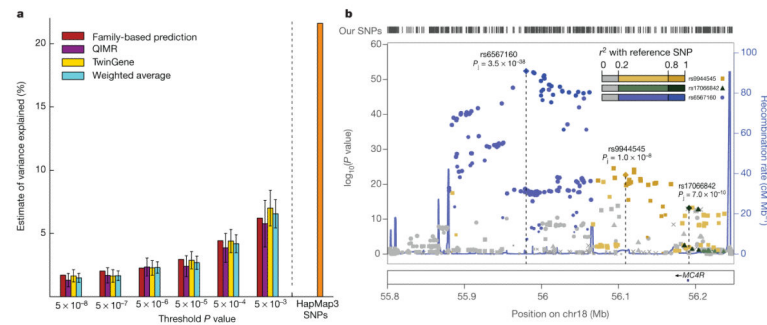 a
20
15
10
5
Estimate of variance explained (%)
Family-based prediction
QIMR
TwinGene
Weighted average
5 × 10⁻⁸
5 × 10⁻⁷
5 × 10⁻⁶
5 × 10⁻⁵
5 × 10⁻⁴
5 × 10⁻³
HapMap3
SNPs
Threshold P value
b
Our SNPs
60
50
40
30
20
10
0
log₁₀(P value)
rs6567160
PJ = 3.5 × 10⁻³⁸
r² with reference SNP
0 0.2 0.8 1
rs9944545
rs17066842
rs6567160
rs9944545
PJ = 1.0 × 10⁻⁸
rs17066842
PJ = 7.0 × 10⁻¹⁰
100
80
60
40
20
0
Recombination rate (cM Mb⁻¹)
←MC4R
55.8 55.9 56 56.1 56.2
Position on chr18 (Mb)